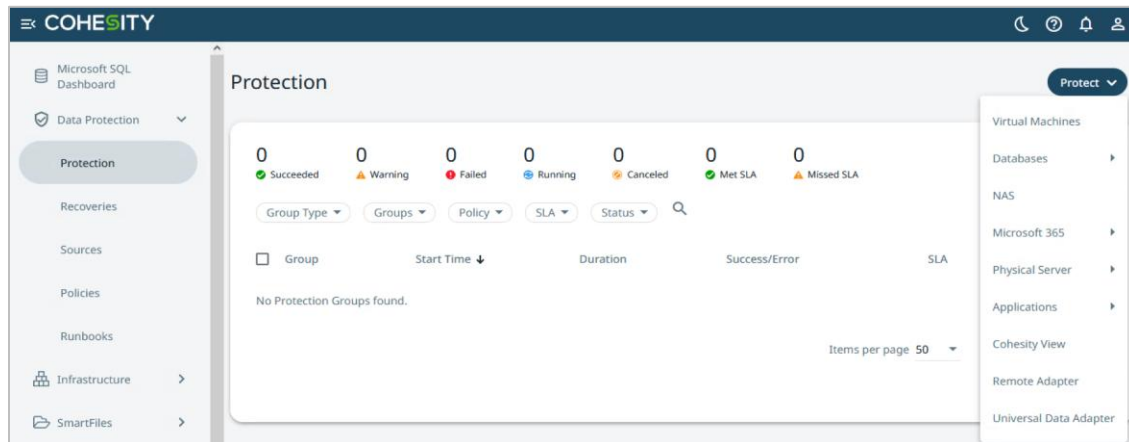 COHESITY
Microsoft SQL
Dashboard
Data Protection
Protection
Recoveries
Sources
Policies
Runbooks
Infrastructure
SmartFiles
Protection
Protect
0 0 0 0 0 0 0
Succeeded Warning Failed Running Canceled Met SLA Missed SLA
Group Type Groups Policy SLA Status
Group Start Time Duration Success/Error SLA
No Protection Groups found.
Items per page 50
Virtual Machines
Databases
NAS
Microsoft 365
Physical Server
Applications
Cohesity View
Remote Adapter
Universal Data Adapter